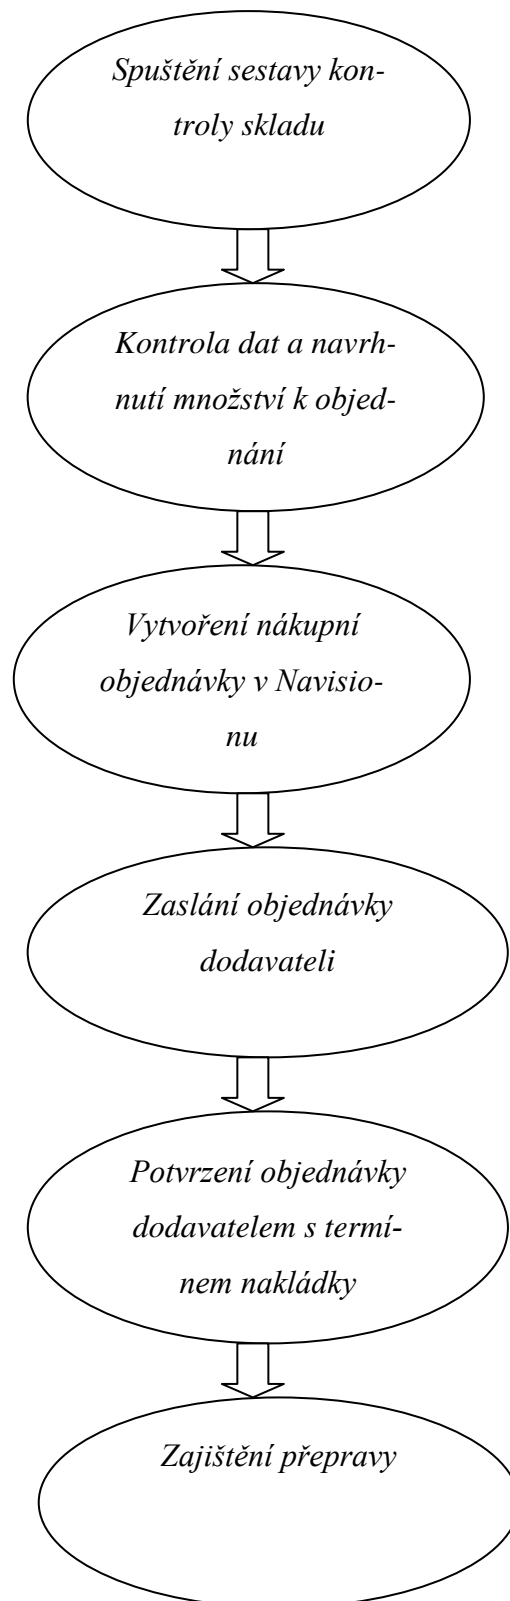 Spuštění sestavy kon-
troly skladu
Kontrola dat a navrh-
nutí množství k objed-
nání
Vytvoření nákupní
objednávky v Navisio-
nu
Zaslání objednávky
dodavateli
Potvrzení objednávky
dodavatelem s termí-
nem nakládky
Zajištění přepravy